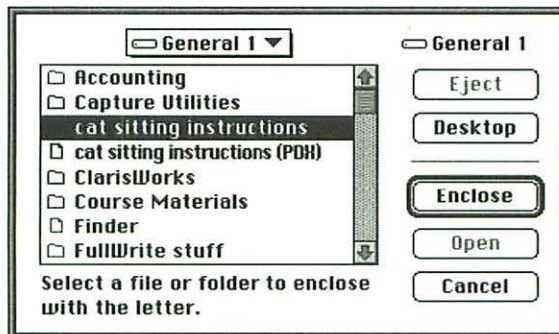 General 1
General 1
Accounting
Capture Utilities
cat sitting instructions
cat sitting instructions (PDX)
ClarisWorks
Course Materials
Finder
FullWrite stuff
Select a file or folder to enclose
with the letter.
Eject
Desktop
Enclose
Open
Cancel